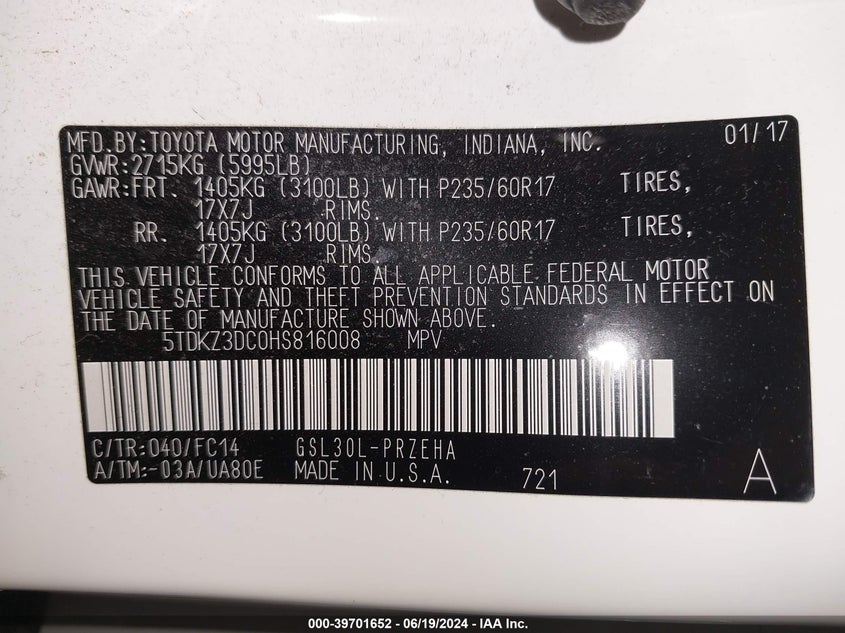 MFD.BY:TOYOTA MOTOR MANUFACTURING, INDIANA, INC. 01/17
GVWR:2715KG (5995LB)
GAWR:FRT. 1405KG (3100LB) WITH P235/60R17 TIRES,
17X7J RIMS.
RR. 1405KG (3100LB) WITH P235/60R17 TIRES,
17X7J RIMS.
THIS VEHICLE CONFORMS TO ALL APPLICABLE FEDERAL MOTOR
VEHICLE SAFETY AND THEFT PREVENTION STANDARDS IN EFFECT ON
THE DATE OF MANUFACTURE SHOWN ABOVE.
5TDKZ3DC0HS816008 MPV
C/TR:040/FC14 GSL30L-PRZEHA
A/TM:-03A/UA80E MADE IN U.S.A. 721 A
000-39701652 - 06/19/2024 - IAA Inc.